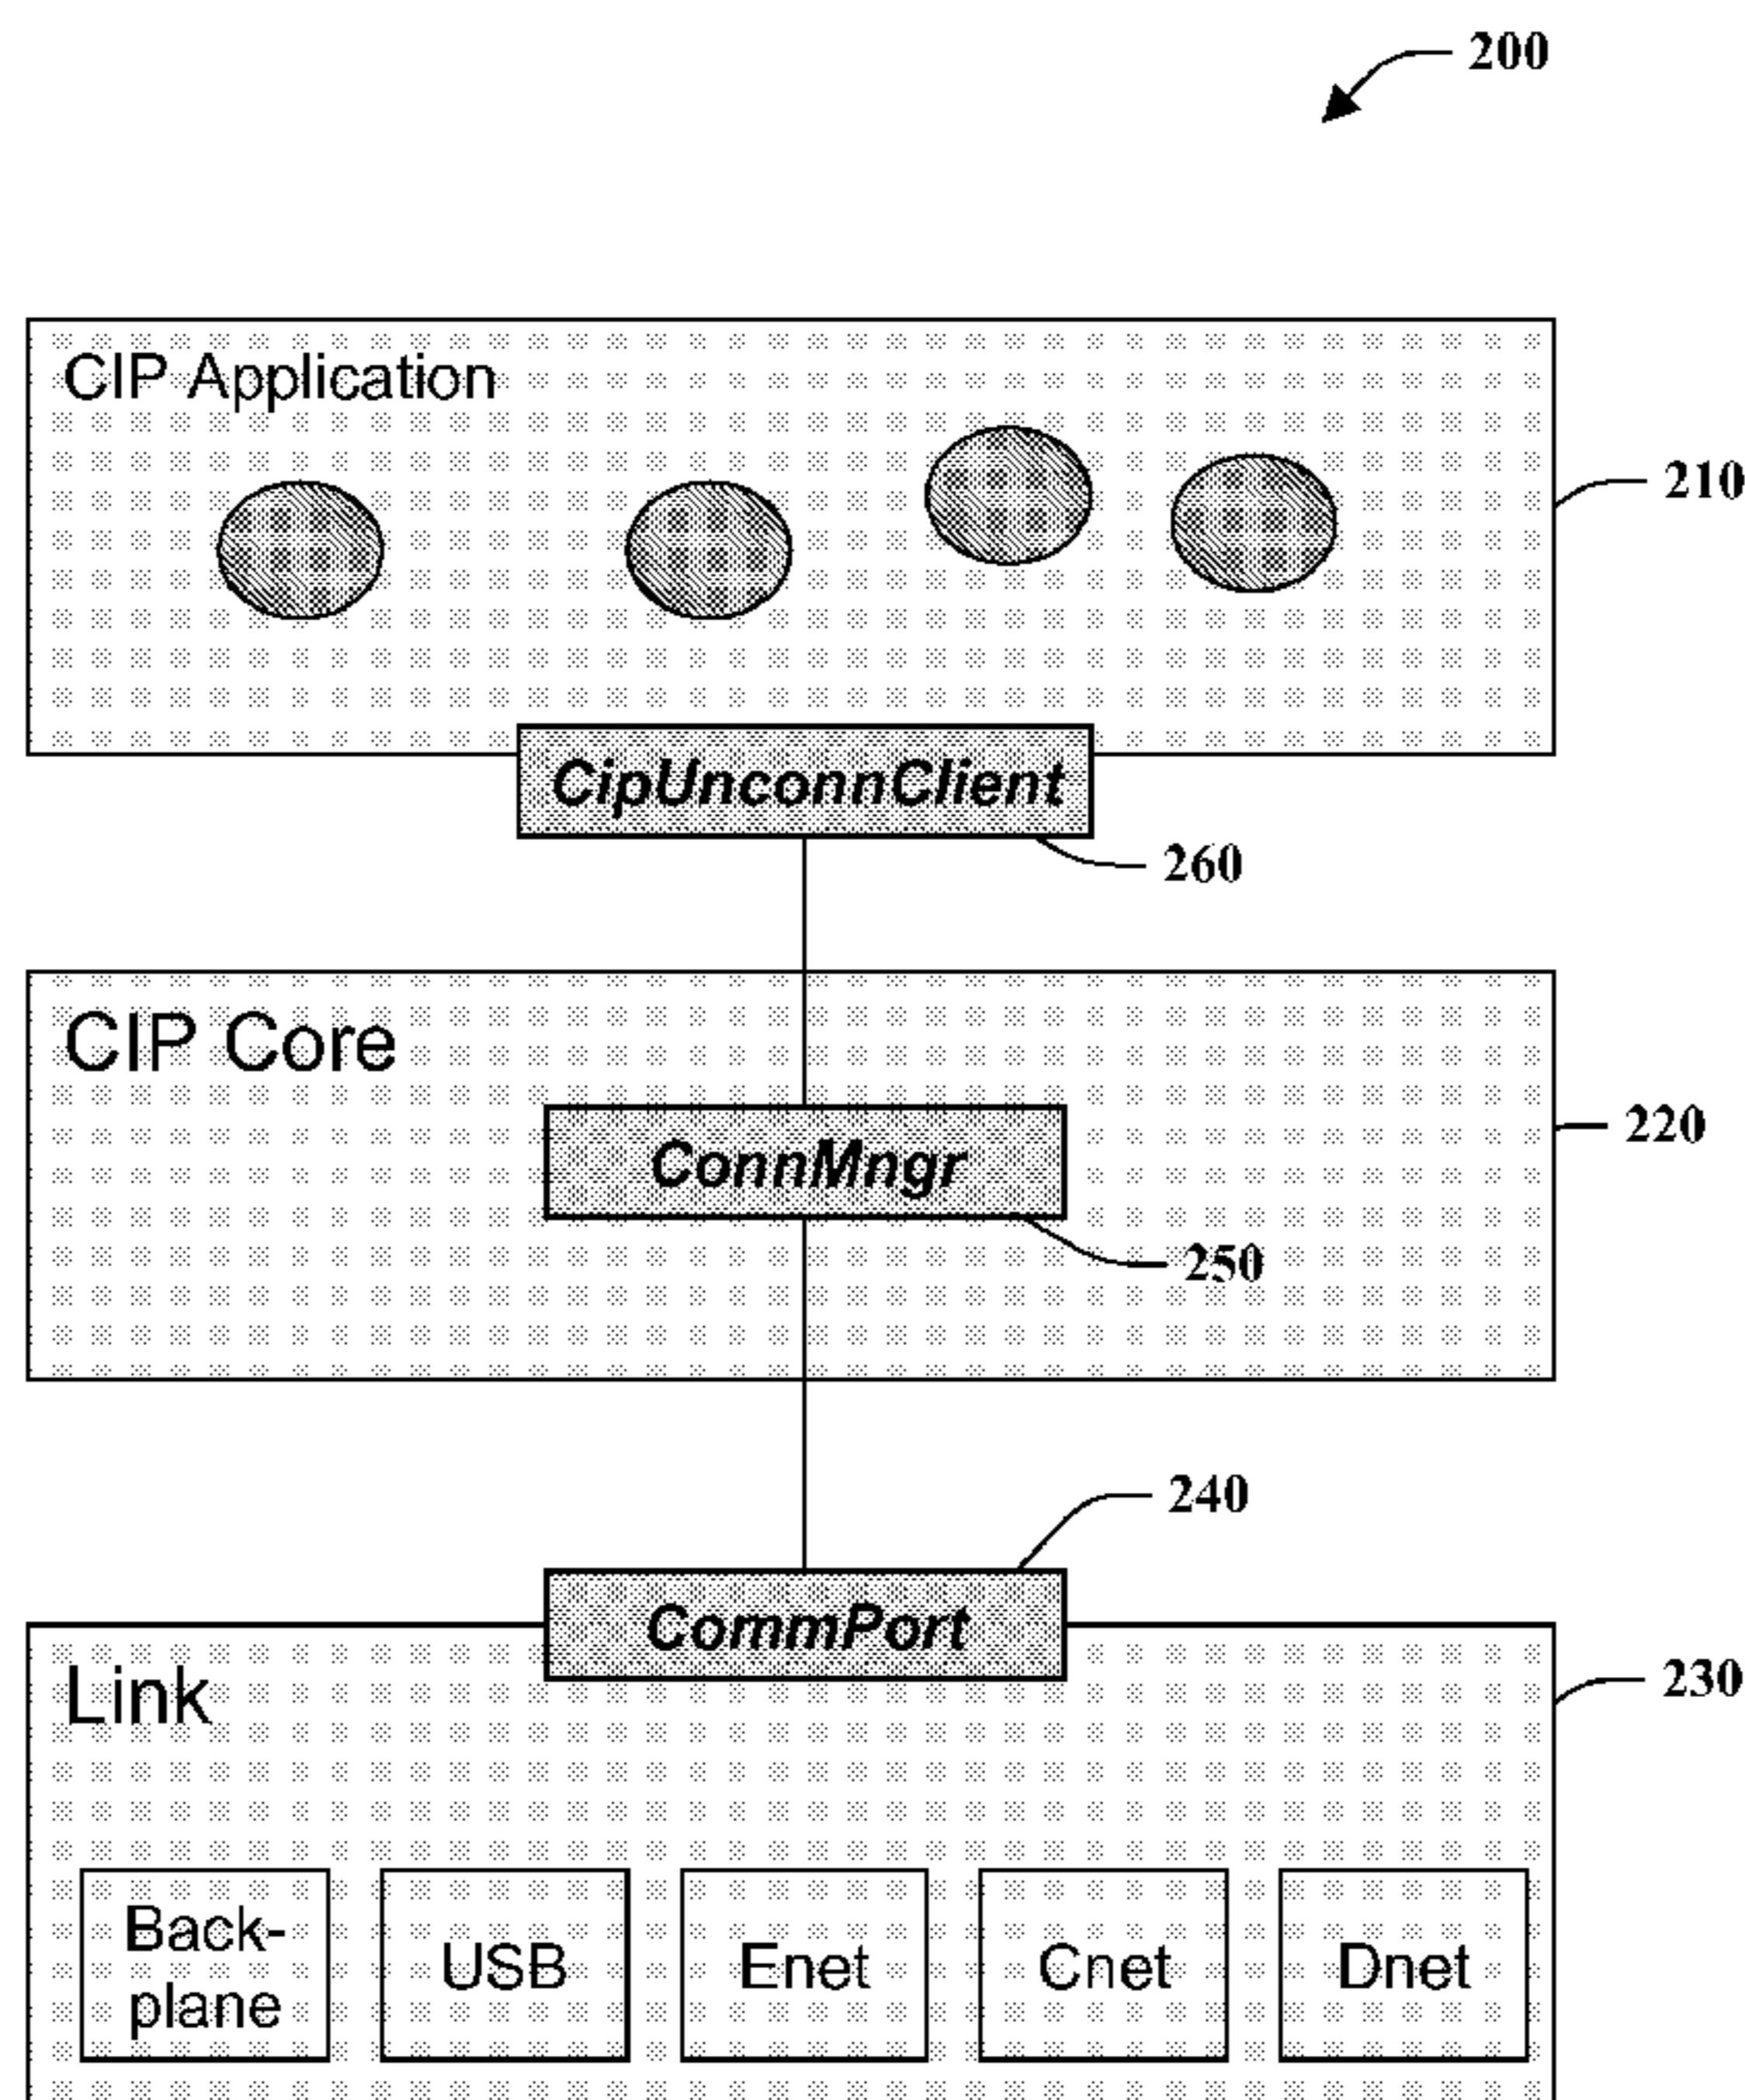 200
CIP Application
210
CipUnconnClient
260
CIP Core
220
ConnMngr
250
240
CommPort
Link
230
Back-
plane
USB
Enet
Cnet
Dnet